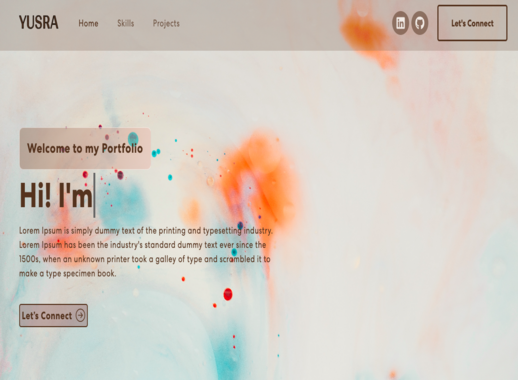 YUSRA
Home Skills Projects
Let's Connect
Welcome to my Portfolio
Hi! I'm
Lorem Ipsum is simply dummy text of the printing and typesetting industry.
Lorem Ipsum has been the industry's standard dummy text ever since the
1500s, when an unknown printer took a galley of type and scrambled it to
make a type specimen book.
Let's Connect